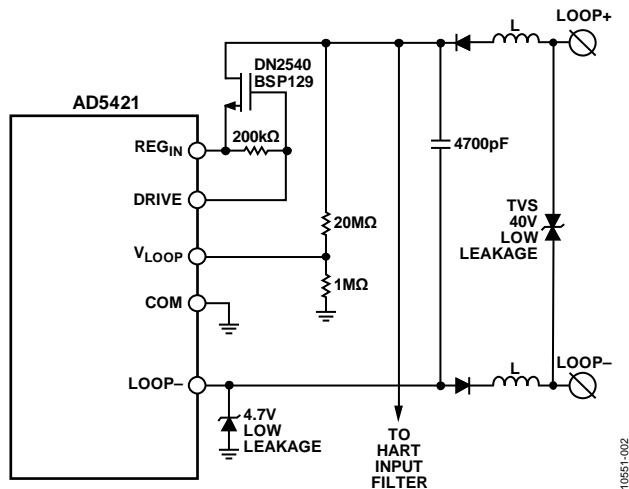 LOOP+
L
DN2540
BSP129
AD5421
200kΩ
REGIN
4700pF
DRIVE
TVS
40V
LOW
LEAKAGE
20MΩ
VLOOP
1MΩ
COM
LOOP–
L
LOOP–
4.7V
LOW
LEAKAGE
TO
HART
INPUT
FILTER
10551-002